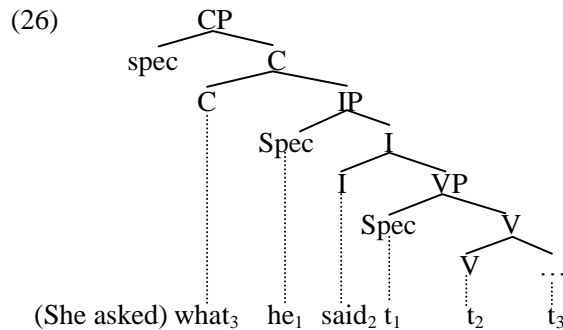 (26)
CP
spec C
C IP
Spec I
I VP
Spec V
V …
(She asked) what₃ he₁ said₂ t₁ t₂ t₃